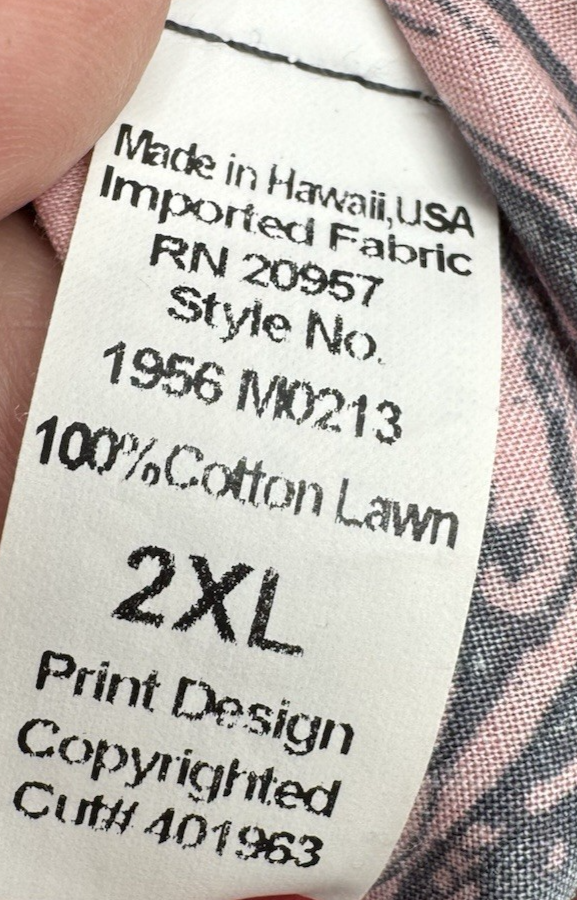 Made in Hawaii,USA
Imported Fabric
RN 20957
Style No.
1956 M0213
100%Cotton Lawn
2XL
Print Design
Copyrighted
Cut# 401963